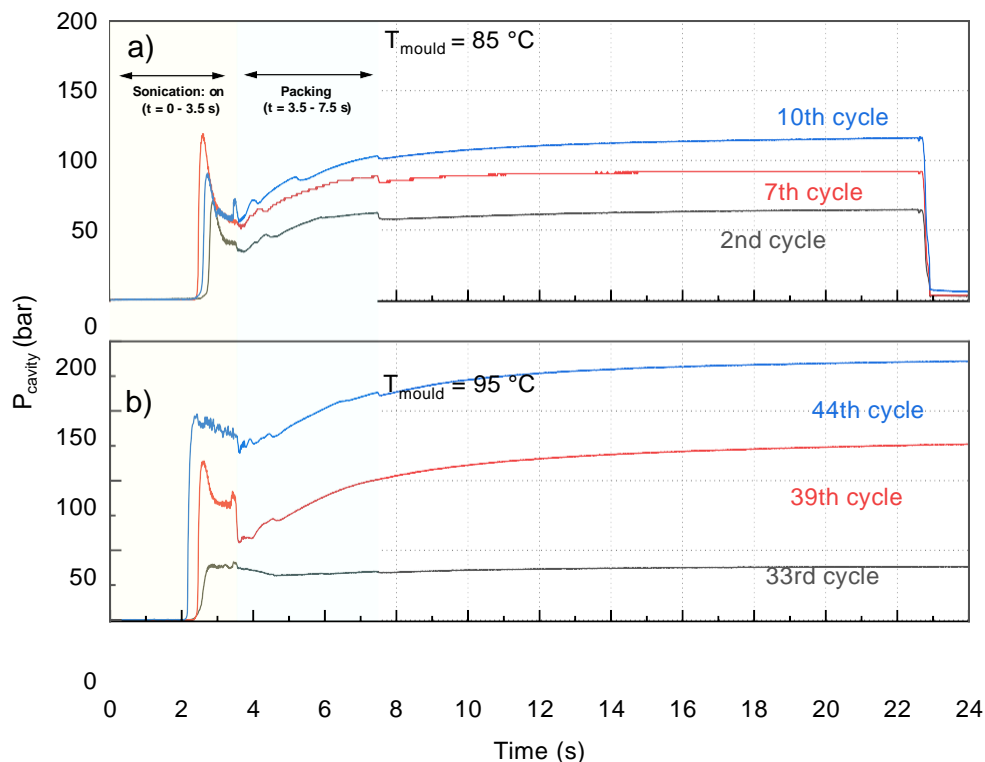 200
a)
T_mould = 85 °C
Sonication: on
(t = 0 - 3.5 s)
Packing
(t = 3.5 - 7.5 s)
150
10th cycle
100
7th cycle
2nd cycle
50
0
P_cavity (bar)
200
b)
T_mould = 95 °C
44th cycle
150
100
39th cycle
50
33rd cycle
0
0 2 4 6 8 10 12 14 16 18 20 22 24
Time (s)